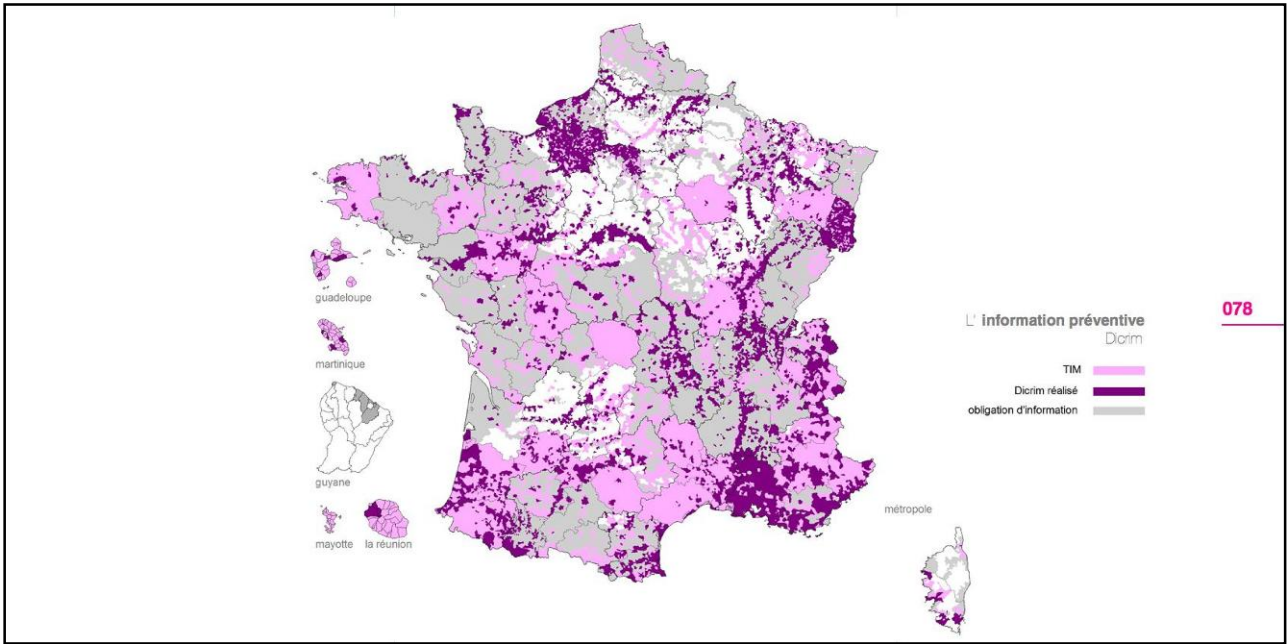 guadeloupe
martinique
guyane
mayotte
la réunion
métropole
L' information préventive
Dicrim
TIM
Dicrim réalisé
obligation d'information
078